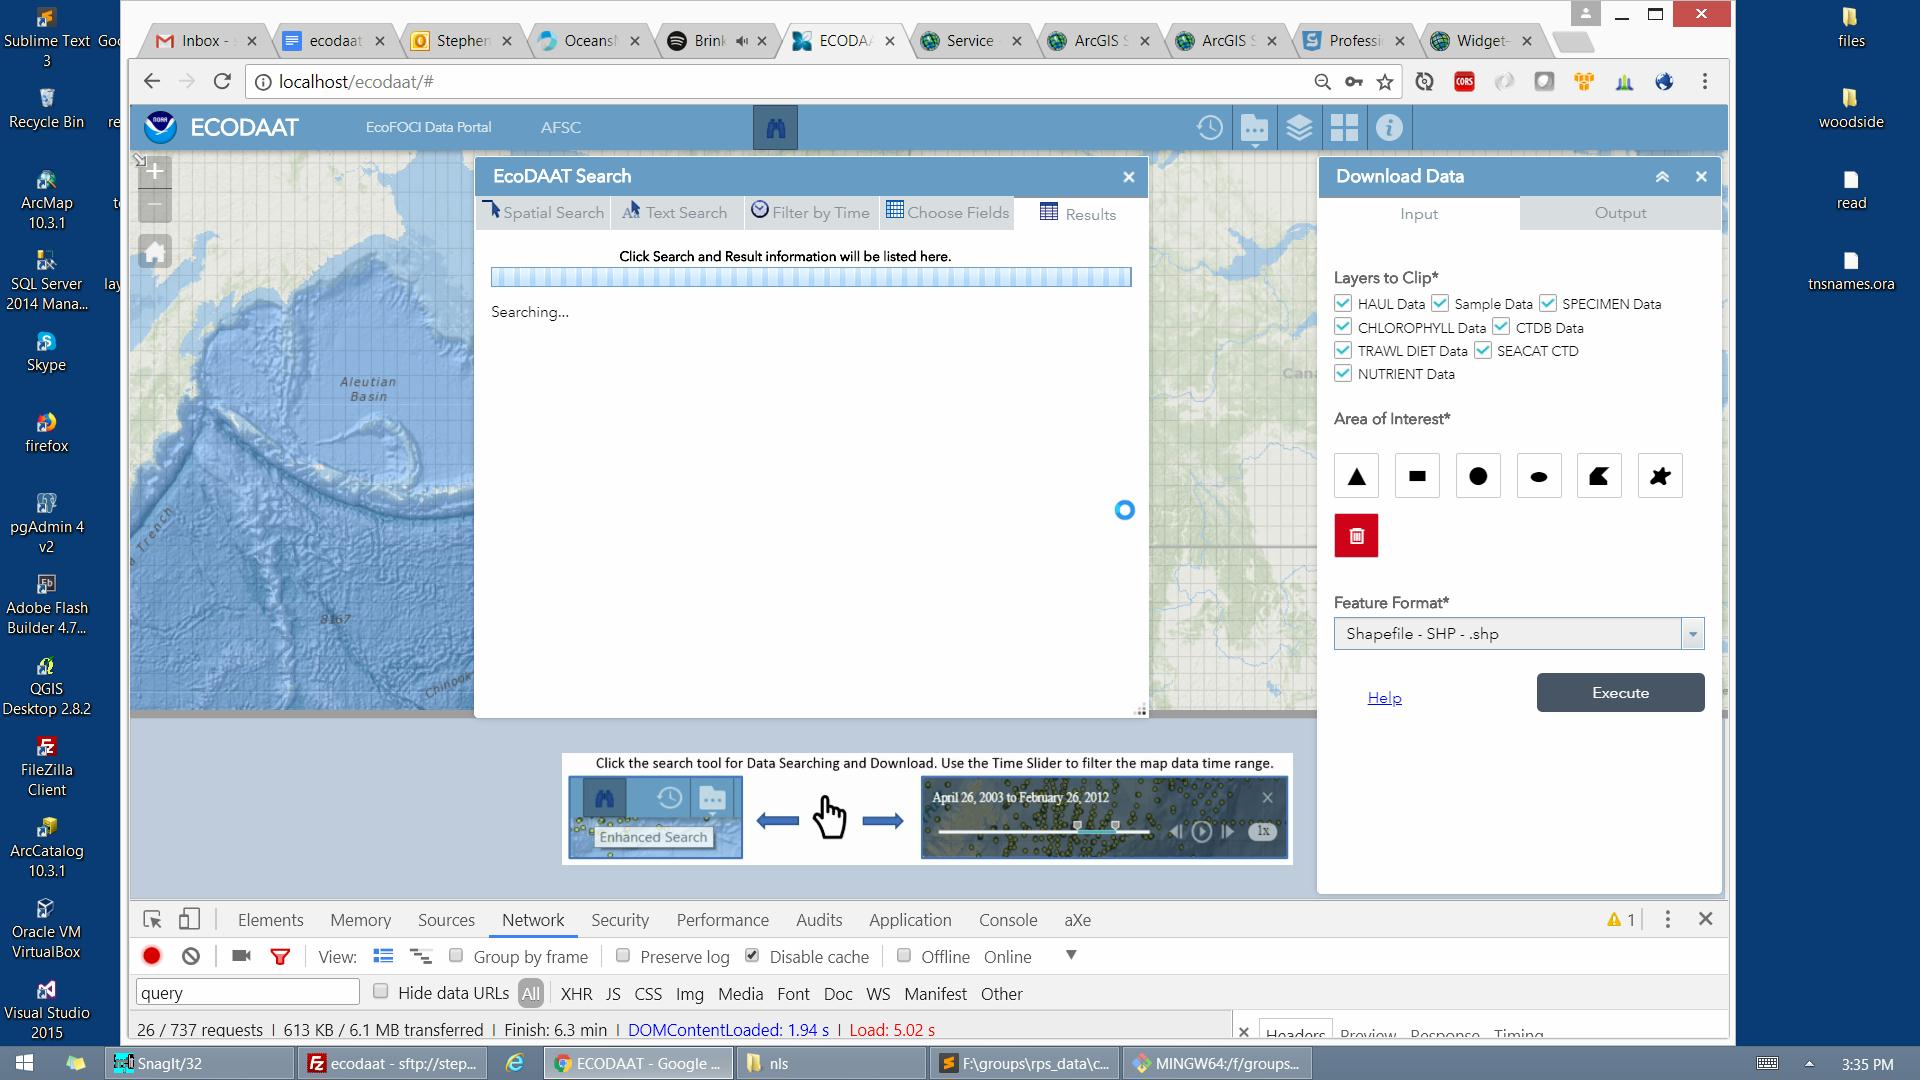 Sublime Text 3
Recycle Bin
ArcMap 10.3.1
SQL Server 2014 Mana...
Skype
firefox
pgAdmin 4 v2
Adobe Flash Builder 4.7...
QGIS Desktop 2.8.2
FileZilla Client
ArcCatalog 10.3.1
Oracle VM VirtualBox
Visual Studio 2015
Inbox -
ecodaat
Stephen
OceansM
Brink
ECODAA
Service
ArcGIS S
ArcGIS S
Professi
Widget-
localhost/ecodaat/#
CORS
ECODAAT
EcoFOCI Data Portal
AFSC
EcoDAAT Search
Spatial Search
Text Search
Filter by Time
Choose Fields
Results
Click Search and Result information will be listed here.
Searching...
Aleutian
Basin
8167
Chinook
Trench
Download Data
Input
Output
Layers to Clip*
HAUL Data Sample Data SPECIMEN Data
CHLOROPHYLL Data CTDB Data
TRAWL DIET Data SEACAT CTD
NUTRIENT Data
Area of Interest*
Feature Format*
Shapefile - SHP - .shp
Help
Execute
Click the search tool for Data Searching and Download. Use the Time Slider to filter the map data time range.
Enhanced Search
April 26, 2003 to February 26, 2012
1x
Elements Memory Sources Network Security Performance Audits Application Console aXe
1
View: Group by frame Preserve log Disable cache Offline Online
query
Hide data URLs All XHR JS CSS Img Media Font Doc WS Manifest Other
26 / 737 requests | 613 KB / 6.1 MB transferred | Finish: 6.3 min | DOMContentLoaded: 1.94 s | Load: 5.02 s
Headers Preview Response Timing
files
woodside
read
tnsnames.ora
SnagIt/32
ecodaat - sftp://step...
ECODAAT - Google ...
nls
F:\groups\rps_data\c...
MINGW64:/f/groups...
3:35 PM